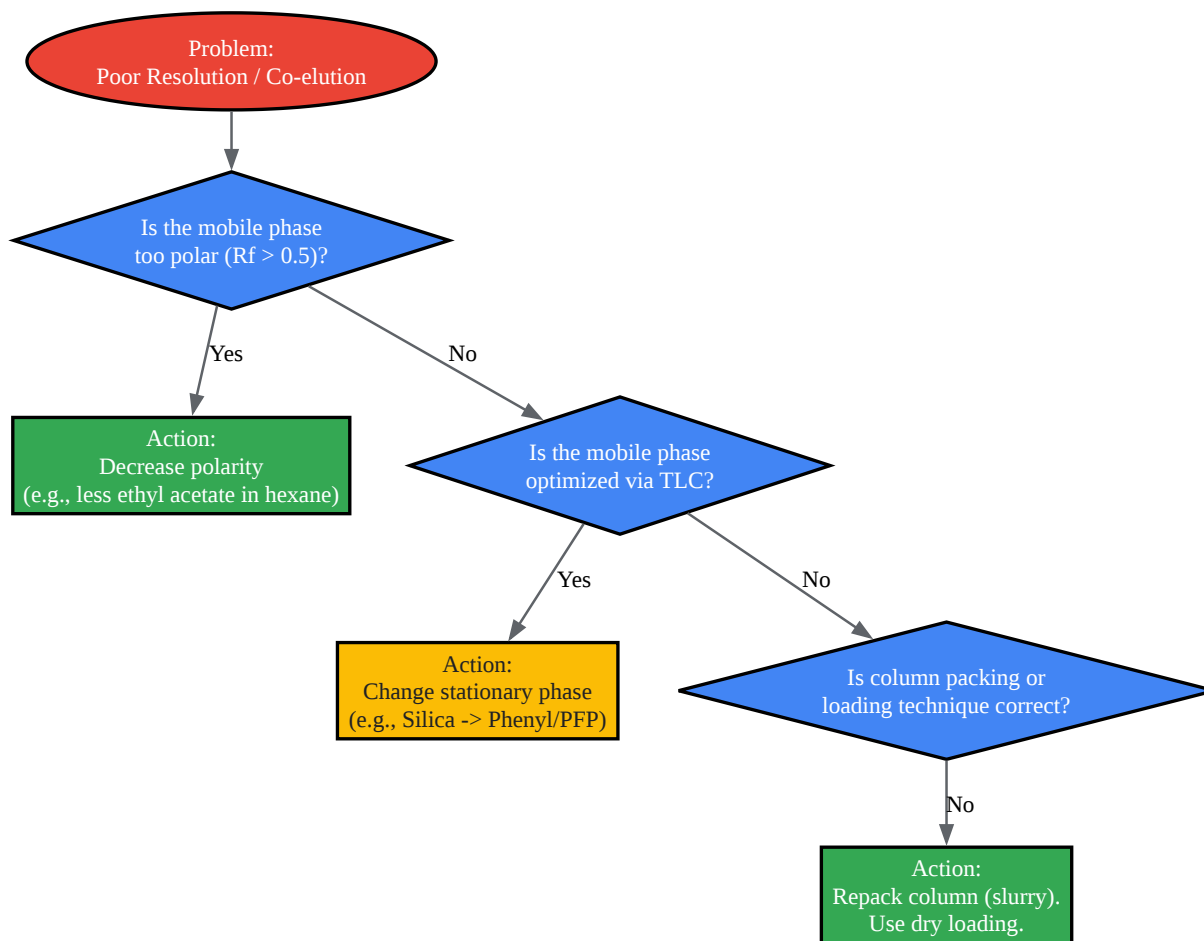 Problem:
Poor Resolution / Co-elution
Is the mobile phase
too polar (Rf > 0.5)?
Yes
No
Action:
Decrease polarity
(e.g., less ethyl acetate in hexane)
Is the mobile phase
optimized via TLC?
Yes
No
Action:
Change stationary phase
(e.g., Silica -> Phenyl/PFP)
Is column packing or
loading technique correct?
No
Action:
Repack column (slurry).
Use dry loading.